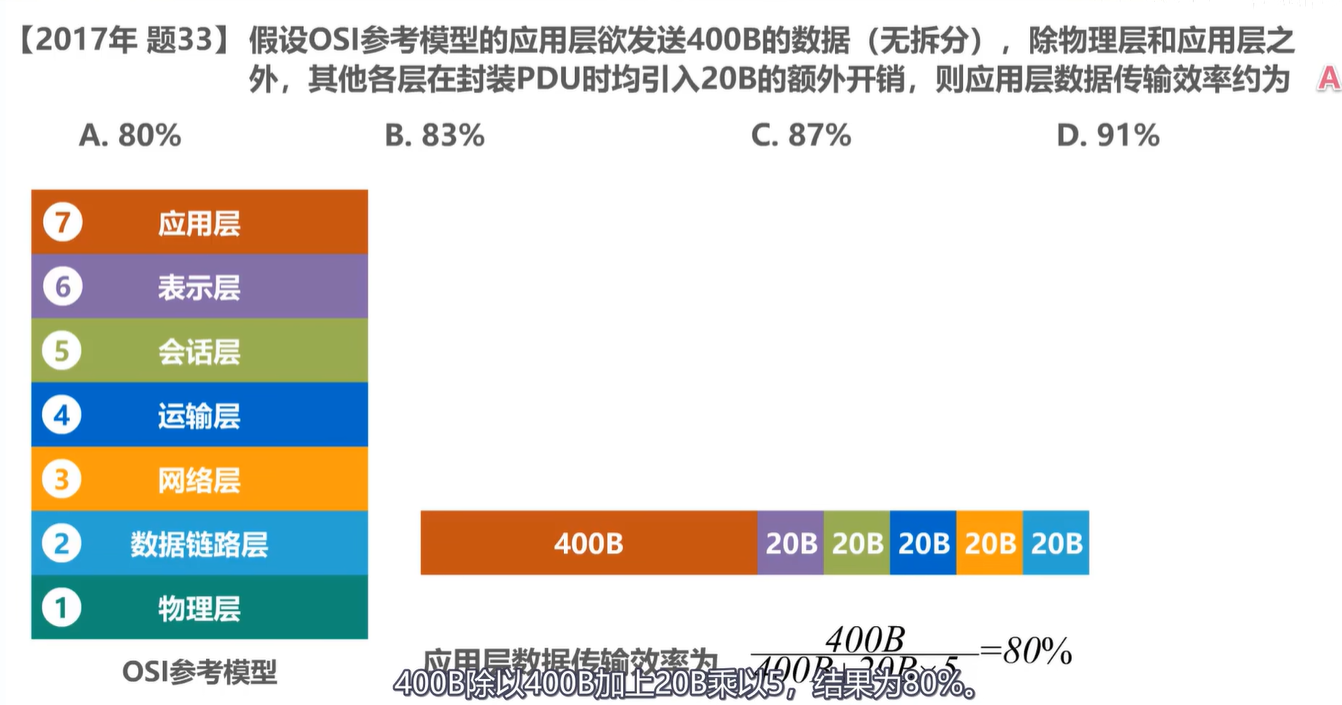 【2017年 题33】 假设OSI参考模型的应用层欲发送400B的数据（无拆分），除物理层和应用层之
外，其他各层在封装PDU时均引入20B的额外开销，则应用层数据传输效率约为 A
A. 80% B. 83% C. 87% D. 91%
7 应用层
6 表示层
5 会话层
4 运输层
3 网络层
2 数据链路层
1 物理层
OSI参考模型
400B 20B 20B 20B 20B 20B
应用层数据传输效率为
400B
400B+20B×5
=80%
400B除以400B加上20B乘以5，结果为80%。